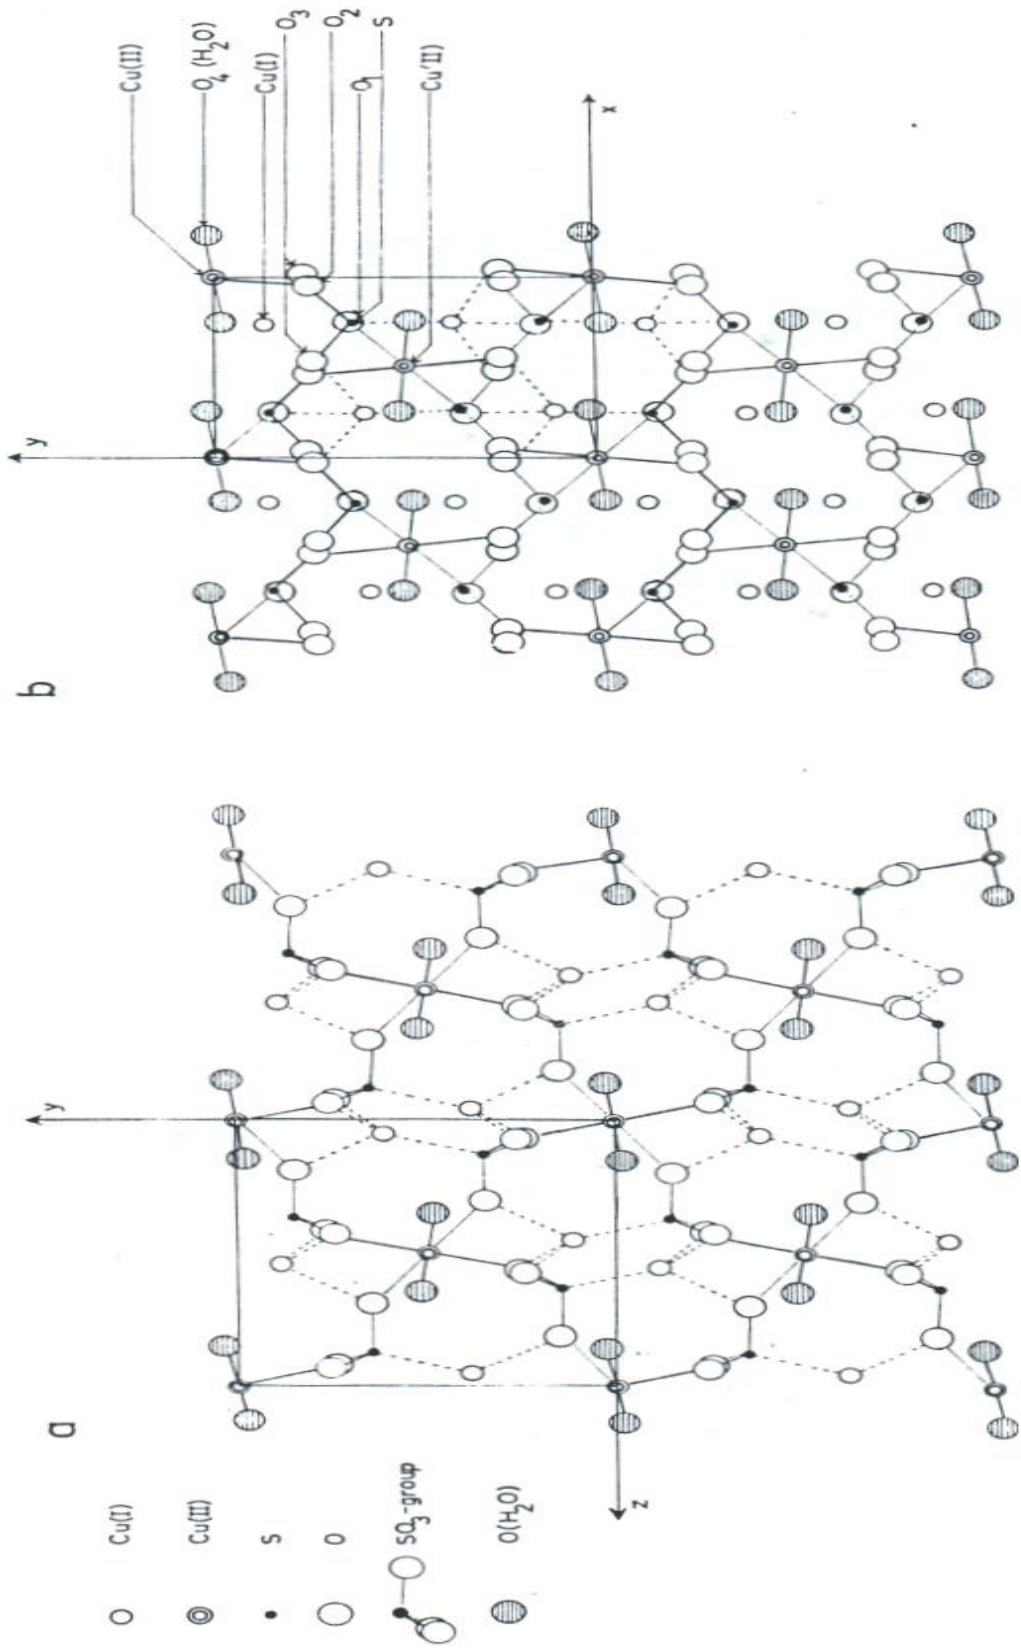 b
y
x
Cu(II)
O4 (H2O)
Cu(I)
O3
O2
O1
S
Cu'II)
a
y
z
Cu(I)
Cu(II)
S
O
SO3-group
O(H2O)